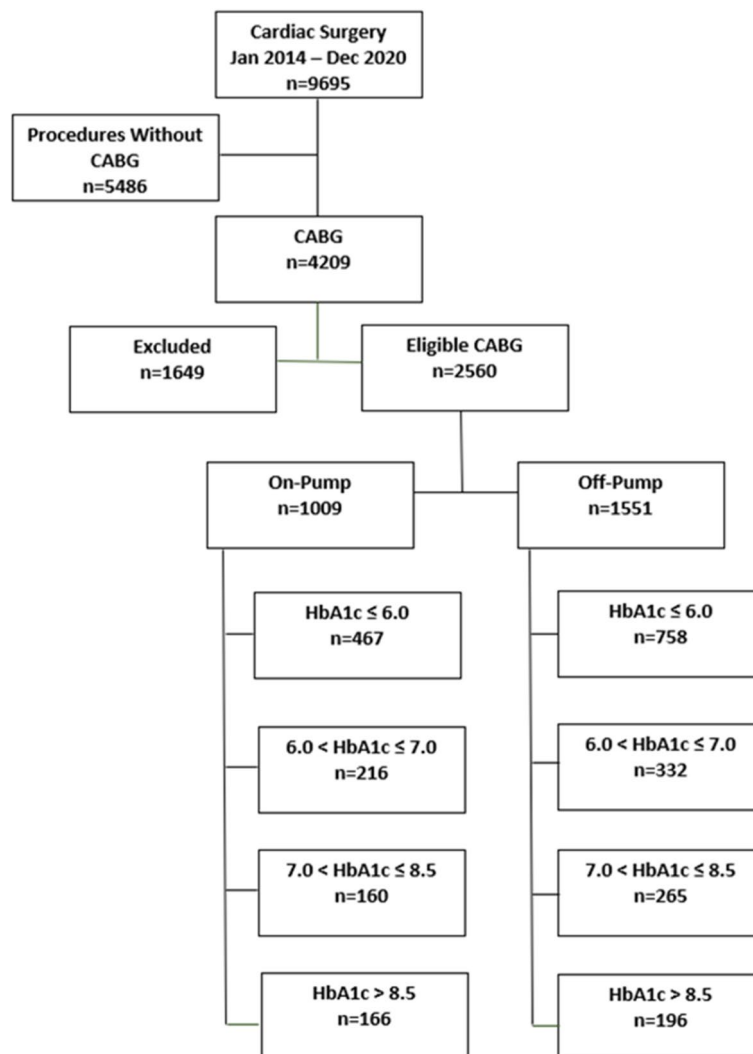 Cardiac Surgery
Jan 2014 – Dec 2020
n=9695
Procedures Without
CABG
n=5486
CABG
n=4209
Excluded
n=1649
Eligible CABG
n=2560
On-Pump
n=1009
Off-Pump
n=1551
HbA1c ≤ 6.0
n=467
HbA1c ≤ 6.0
n=758
6.0 < HbA1c ≤ 7.0
n=216
6.0 < HbA1c ≤ 7.0
n=332
7.0 < HbA1c ≤ 8.5
n=160
7.0 < HbA1c ≤ 8.5
n=265
HbA1c > 8.5
n=166
HbA1c > 8.5
n=196